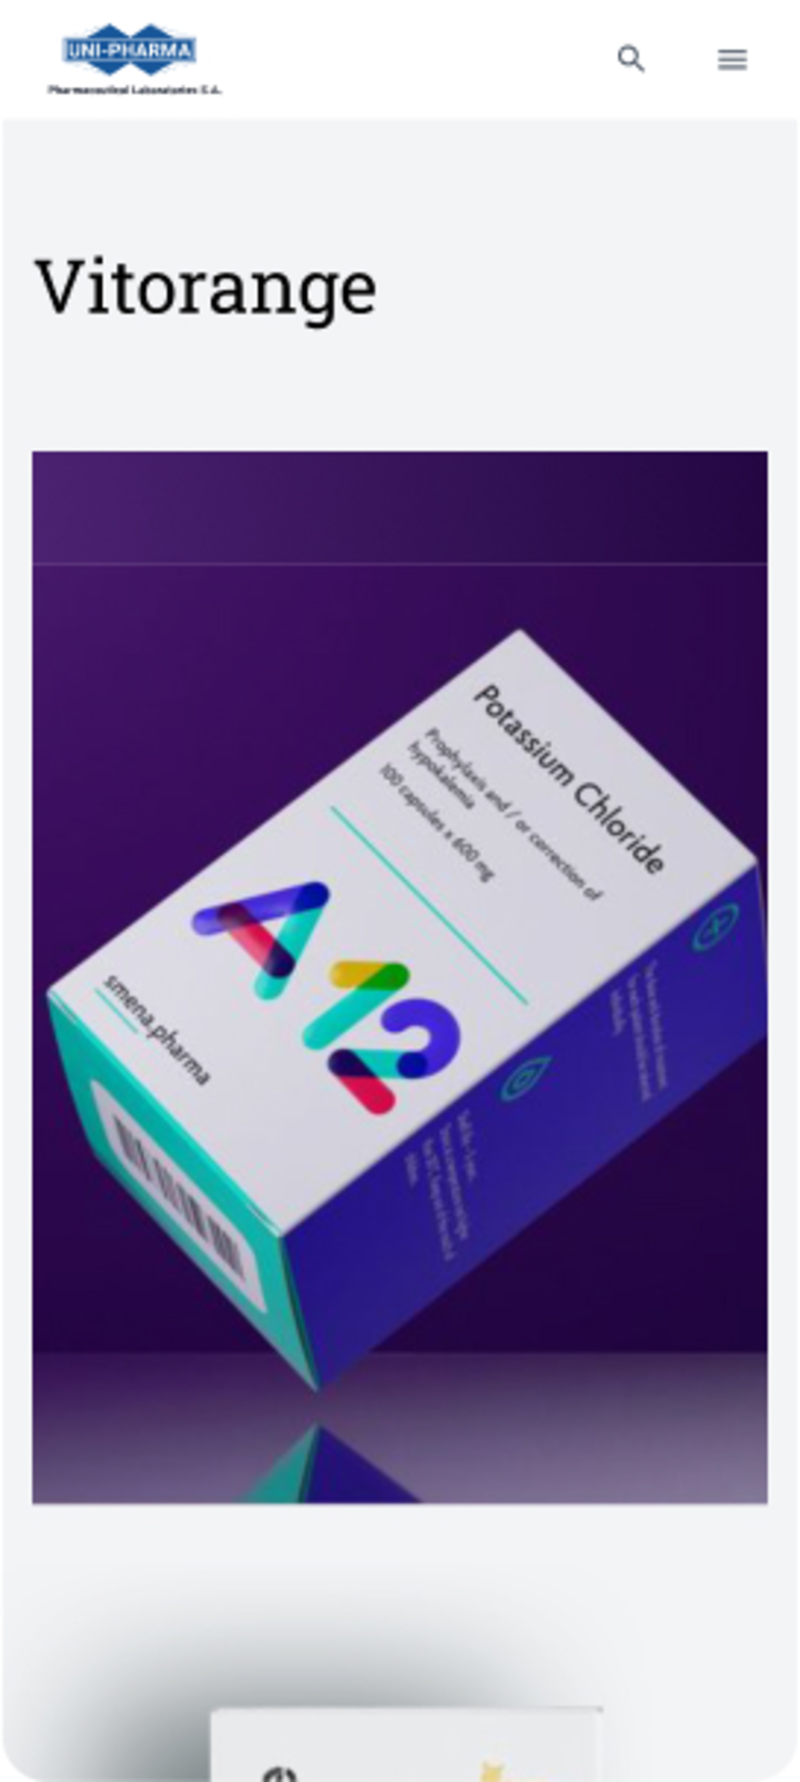 UNI-PHARMA
Pharmaceutical Laboratories S.A.
Vitorange
Potassium Chloride
Prophylaxis and / or correction of
hypokalemia
100 capsules x 600 mg
A12
smena.pharma